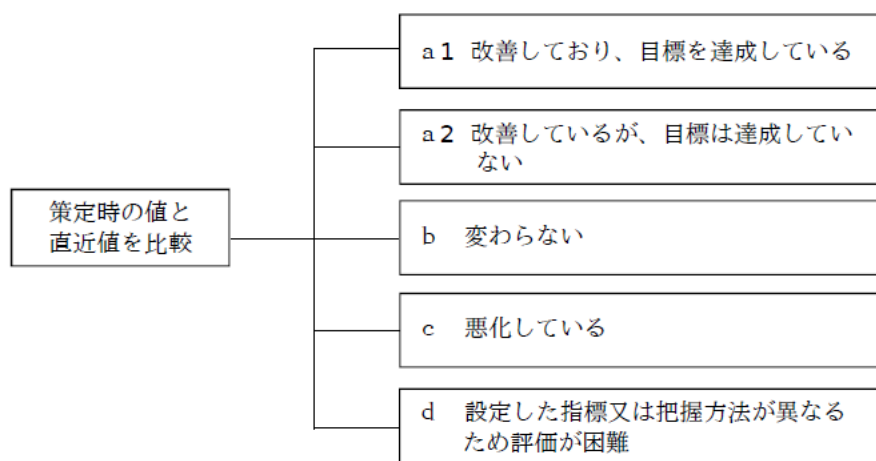 a1 改善しており、目標を達成している
a2 改善しているが、目標は達成してい
ない
策定時の値と
直近値を比較
b 変わらない
c 悪化している
d 設定した指標又は把握方法が異なる
ため評価が困難